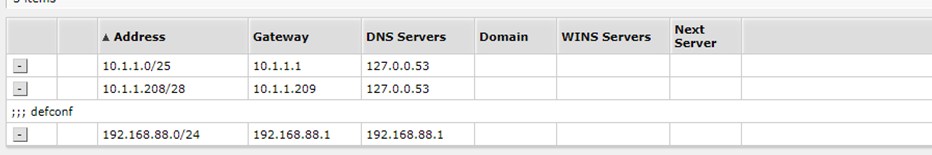 5 items
Address Gateway DNS Servers Domain WINS Servers Next Server
- 10.1.1.0/25 10.1.1.1 127.0.0.53
- 10.1.1.208/28 10.1.1.209 127.0.0.53
;;; defconf
- 192.168.88.0/24 192.168.88.1 192.168.88.1